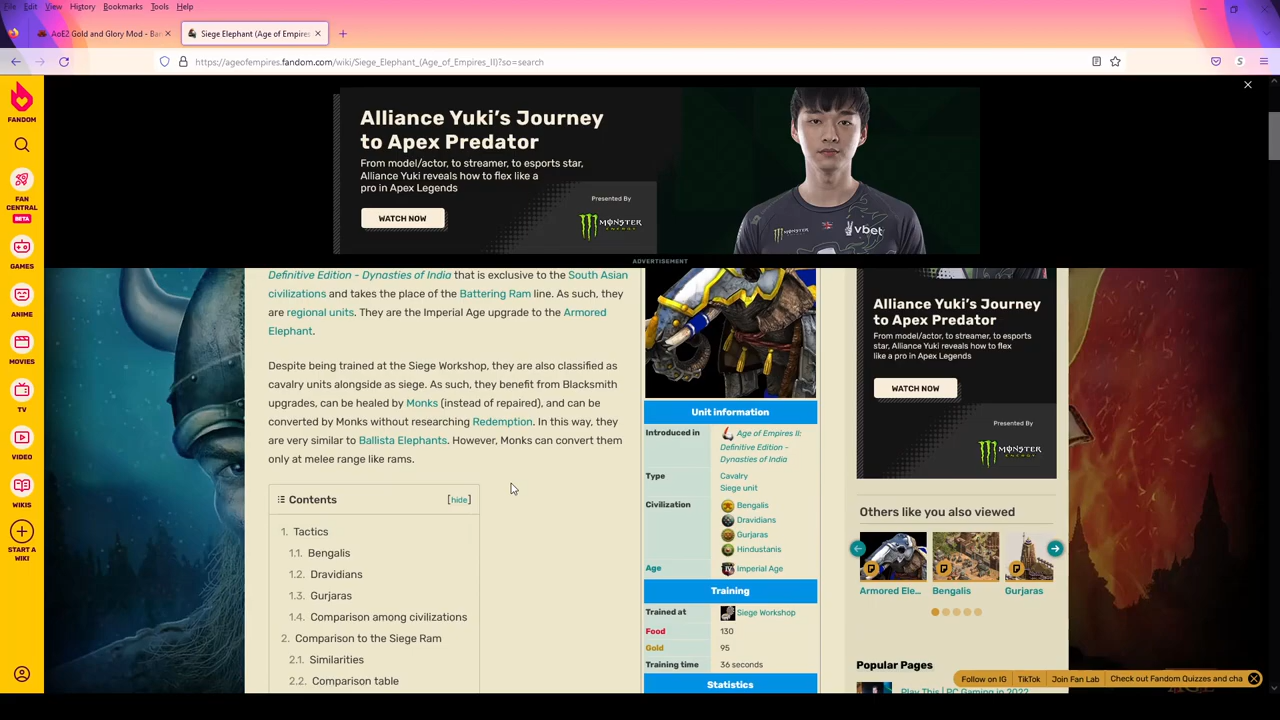 File Edit View History Bookmarks Tools Help
AoE2 Gold and Glory Mod - Ba
Siege Elephant (Age of Empires
https://ageofempires.fandom.com/wiki/Siege_Elephant_(Age_of_Empires_II)?so=search
FANDOM
FAN
CENTRAL
BETA
GAMES
ANIME
MOVIES
TV
VIDEO
WIKIS
START A
WIKI
Alliance Yuki's Journey
to Apex Predator
From model/actor, to streamer, to esports star,
Alliance Yuki reveals how to flex like a
pro in Apex Legends
WATCH NOW
Presented By
MONSTER
ENERGY
vbet
ADVERTISEMENT
Definitive Edition - Dynasties of India that is exclusive to the South Asian
civilizations and takes the place of the Battering Ram line. As such, they
are regional units. They are the Imperial Age upgrade to the Armored
Elephant.
Despite being trained at the Siege Workshop, they are also classified as
cavalry units alongside as siege. As such, they benefit from Blacksmith
upgrades, can be healed by Monks (instead of repaired), and can be
converted by Monks without researching Redemption. In this way, they
are very similar to Ballista Elephants. However, Monks can convert them
only at melee range like rams.
Contents [hide]
1. Tactics
1.1. Bengalis
1.2. Dravidians
1.3. Gurjaras
1.4. Comparison among civilizations
2. Comparison to the Siege Ram
2.1. Similarities
2.2. Comparison table
Unit information
Introduced in Age of Empires II:
Definitive Edition -
Dynasties of India
Type Cavalry
Siege unit
Civilization Bengalis
Dravidians
Gurjaras
Hindustanis
Age Imperial Age
Training
Trained at Siege Workshop
Food 130
Gold 95
Training time 36 seconds
Statistics
Alliance Yuki's Journey
to Apex Predator
From model/actor, to streamer, to esports star,
Alliance Yuki reveals how to flex like
a pro in Apex Legends
WATCH NOW
Presented By
MONSTER
ENERGY
Others like you also viewed
Armored Ele... Bengalis Gurjaras
Popular Pages
Play This | PC Gaming in 2022
Follow on IG TikTok Join Fan Lab Check out Fandom Quizzes and cha